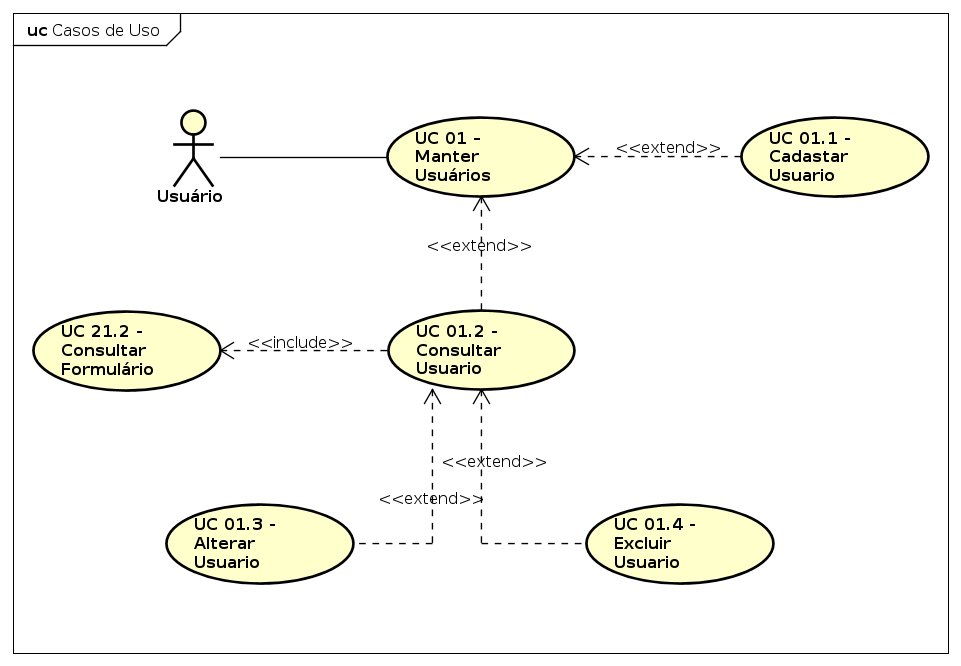 uc Casos de Uso
UC 01 -
Manter
Usuários
<<extend>>
UC 01.1 -
Cadastar
Usuario
Usuário
<<extend>>
UC 21.2 -
Consultar
Formulário
<<include>>
UC 01.2 -
Consultar
Usuario
<<extend>>
<<extend>>
UC 01.3 -
Alterar
Usuario
UC 01.4 -
Excluir
Usuario